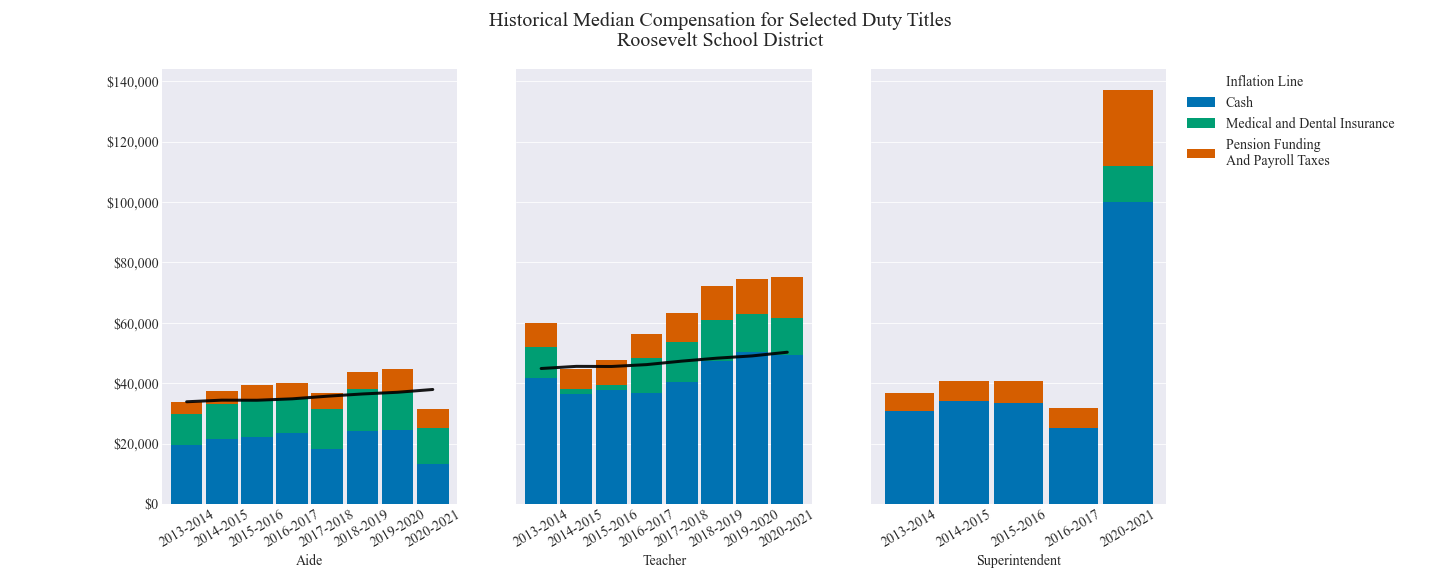 Historical Median Compensation for Selected Duty Titles
Roosevelt School District
$140,000
$120,000
$100,000
$80,000
$60,000
$40,000
$20,000
$0
2013-2014
2014-2015
2015-2016
2016-2017
2017-2018
2018-2019
2019-2020
2020-2021
Aide
2013-2014
2014-2015
2015-2016
2016-2017
2017-2018
2018-2019
2019-2020
2020-2021
Teacher
2013-2014
2014-2015
2015-2016
2016-2017
2020-2021
Superintendent
Inflation Line
Cash
Medical and Dental Insurance
Pension Funding
And Payroll Taxes